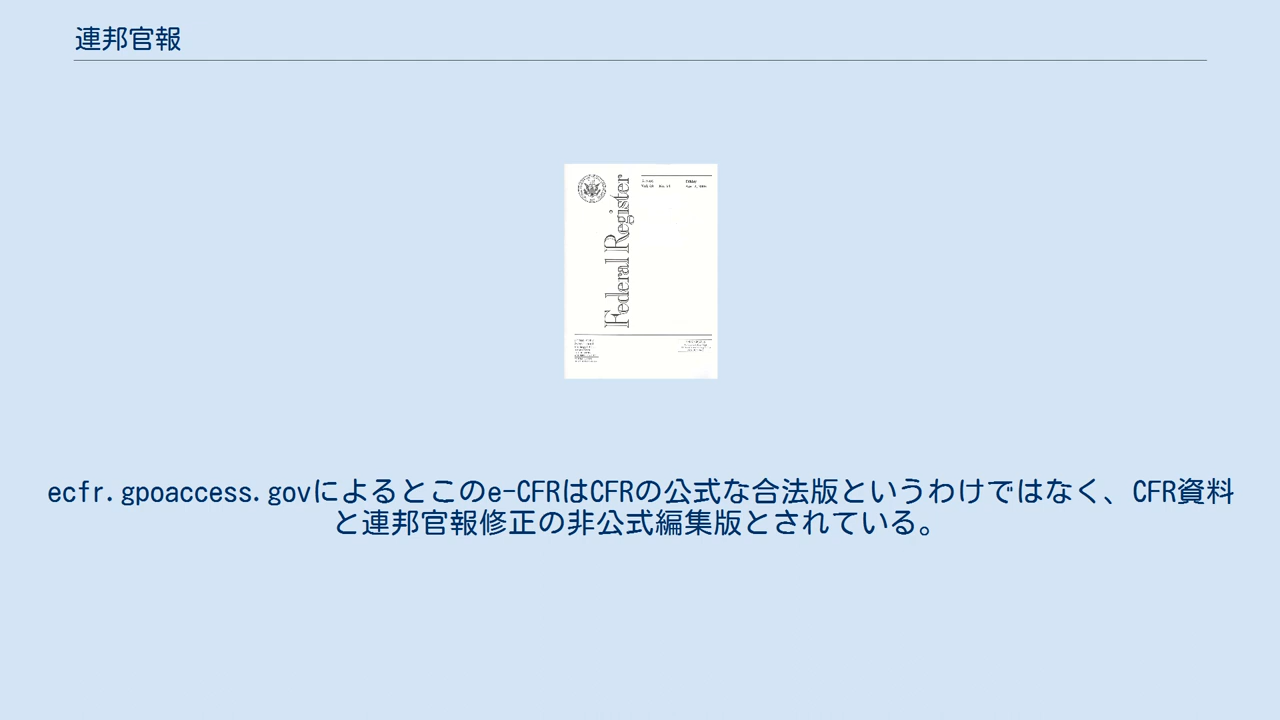 連邦官報
Federal Register
ecfr.gpoaccess.govによるとこのe-CFRはCFRの公式な合法版というわけではなく、CFR資料
と連邦官報修正の非公式編集版とされている。